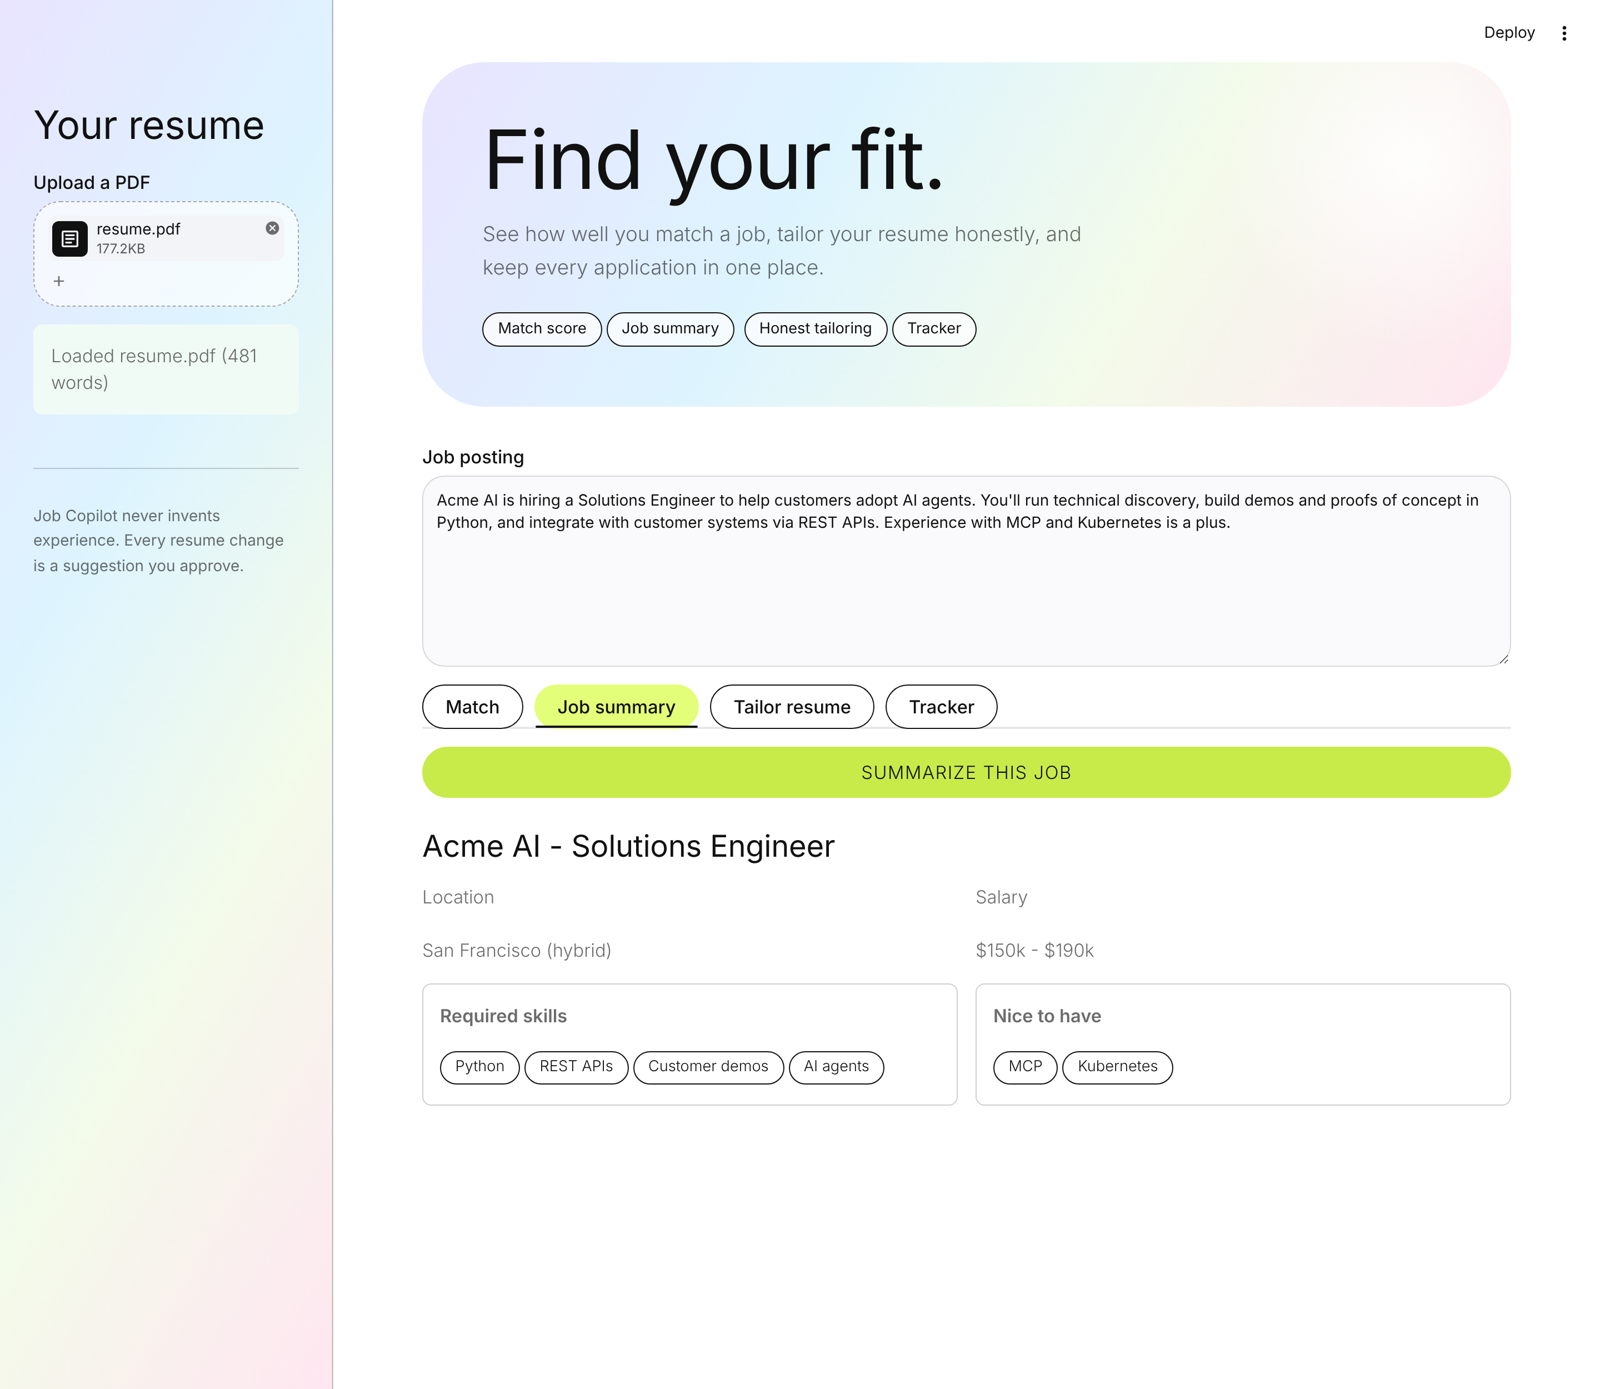 Deploy
Your resume
Upload a PDF
resume.pdf
177.2KB
+
Loaded resume.pdf (481
words)
Job Copilot never invents
experience. Every resume change
is a suggestion you approve.
Find your fit.
See how well you match a job, tailor your resume honestly, and
keep every application in one place.
Match score Job summary Honest tailoring Tracker
Job posting
Acme AI is hiring a Solutions Engineer to help customers adopt AI agents. You'll run technical discovery, build demos and proofs of concept in
Python, and integrate with customer systems via REST APIs. Experience with MCP and Kubernetes is a plus.
Match Job summary Tailor resume Tracker
SUMMARIZE THIS JOB
Acme AI - Solutions Engineer
Location Salary
San Francisco (hybrid) $150k - $190k
Required skills
Python REST APIs Customer demos AI agents
Nice to have
MCP Kubernetes